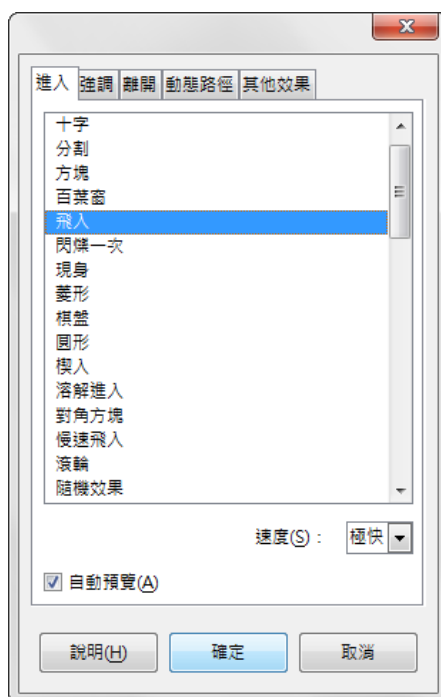 進入 強調 離開 動態路徑 其他效果
十字
分割
方塊
百葉窗
飛入
閃爍一次
現身
菱形
棋盤
圓形
楔入
溶解進入
對角方塊
慢速飛入
滾輪
隨機效果
速度(S)： 極快
自動預覽(A)
說明(H) 確定 取消